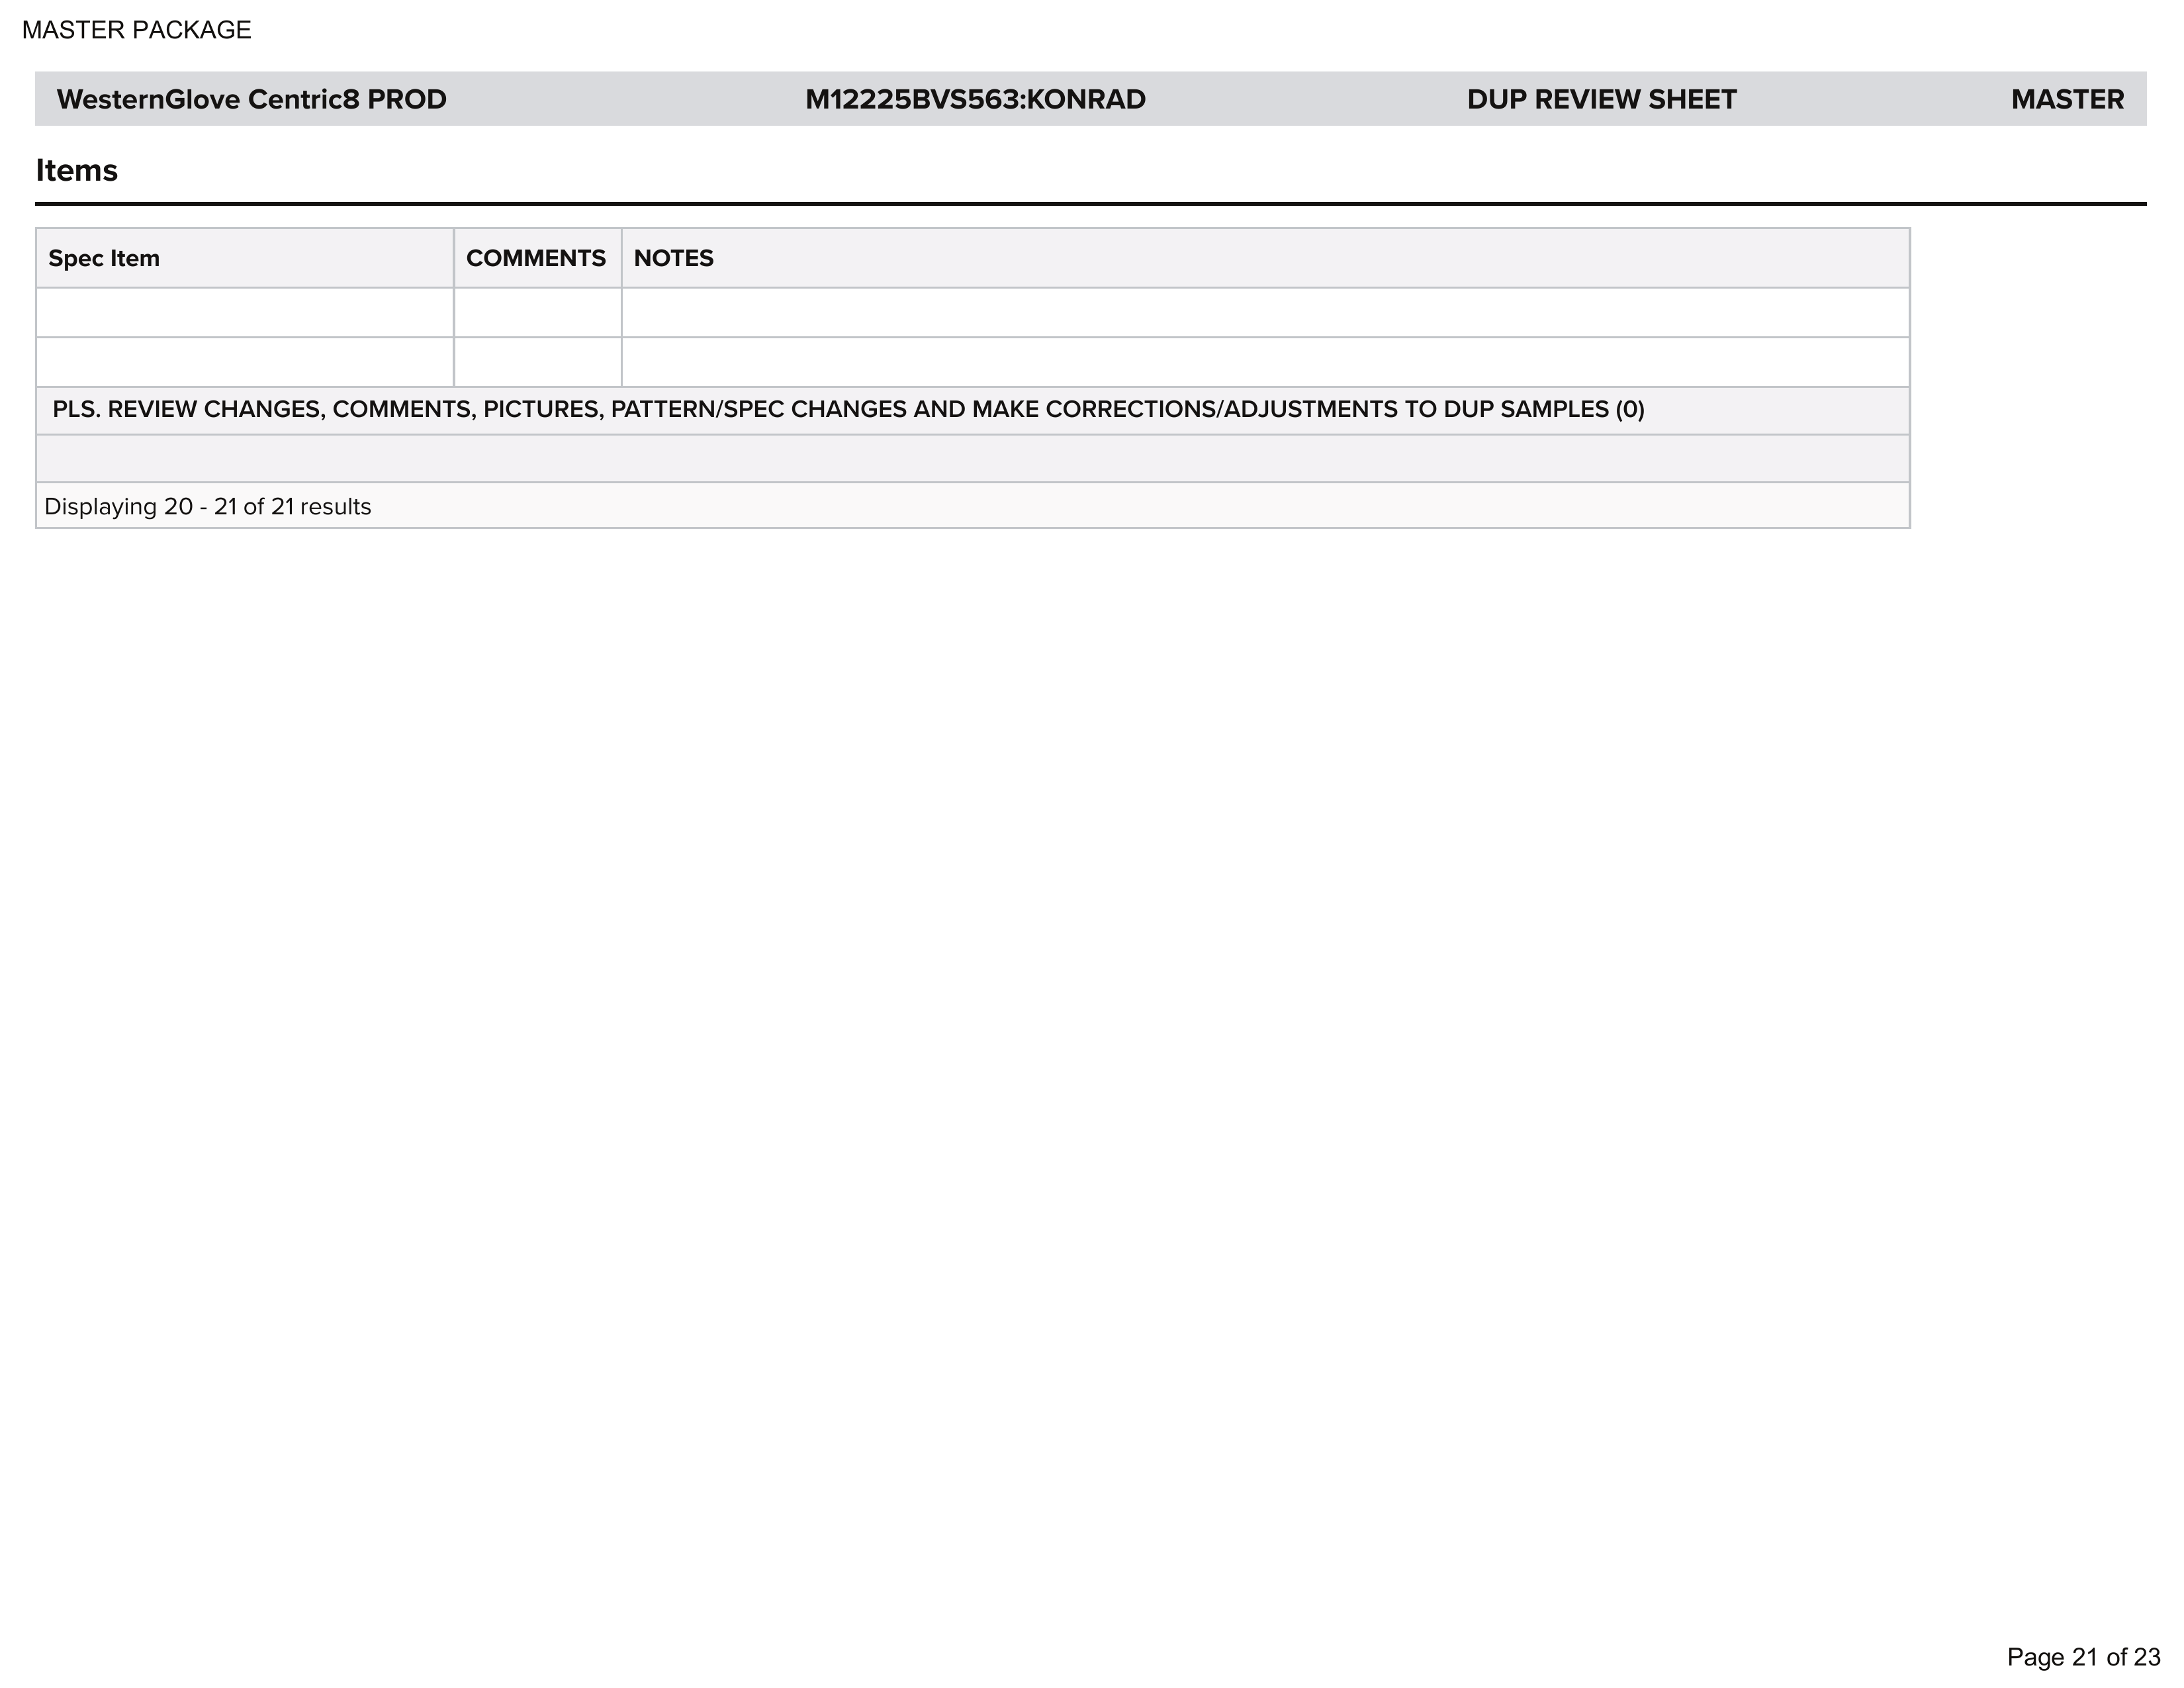 MASTER PACKAGE
WesternGlove Centric8 PROD M12225BVS563:KONRAD DUP REVIEW SHEET MASTER
Items
Spec Item COMMENTS NOTES
PLS. REVIEW CHANGES, COMMENTS, PICTURES, PATTERN/SPEC CHANGES AND MAKE CORRECTIONS/ADJUSTMENTS TO DUP SAMPLES (0)
Displaying 20 - 21 of 21 results
Page 21 of 23